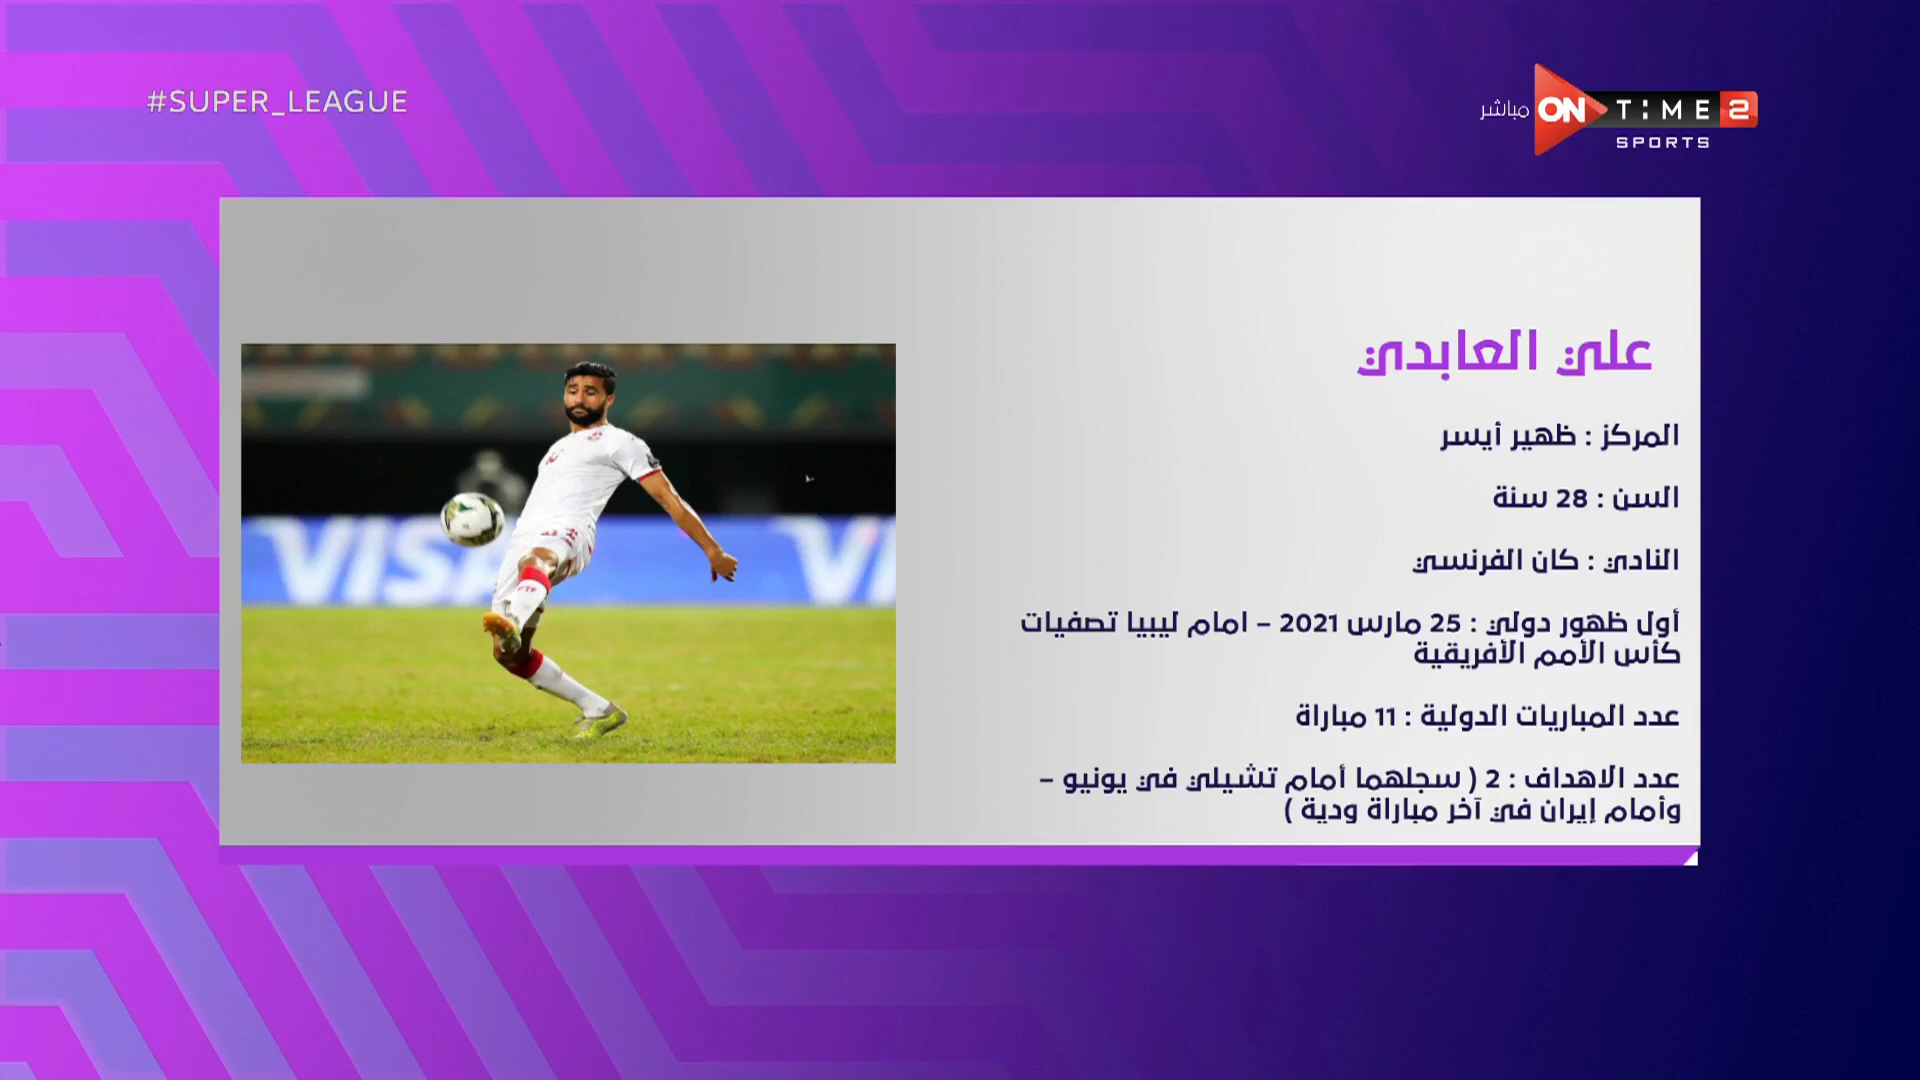 #SUPER_LEAGUE
مباشر ON TIME 2
SPORTS
علي العابدي
المركز : ظهير أيسر
السن : 28 سنة
النادي : كان الفرنسي
أول ظهور دولي : 25 مارس 2021 – امام ليبيا تصفيات
كأس الأمم الأفريقية
عدد المباريات الدولية : 11 مباراة
عدد الاهداف : 2 ( سجلهما أمام تشيلي في يونيو –
وأمام إيران في آخر مباراة ودية )
VISA
VI
FTF